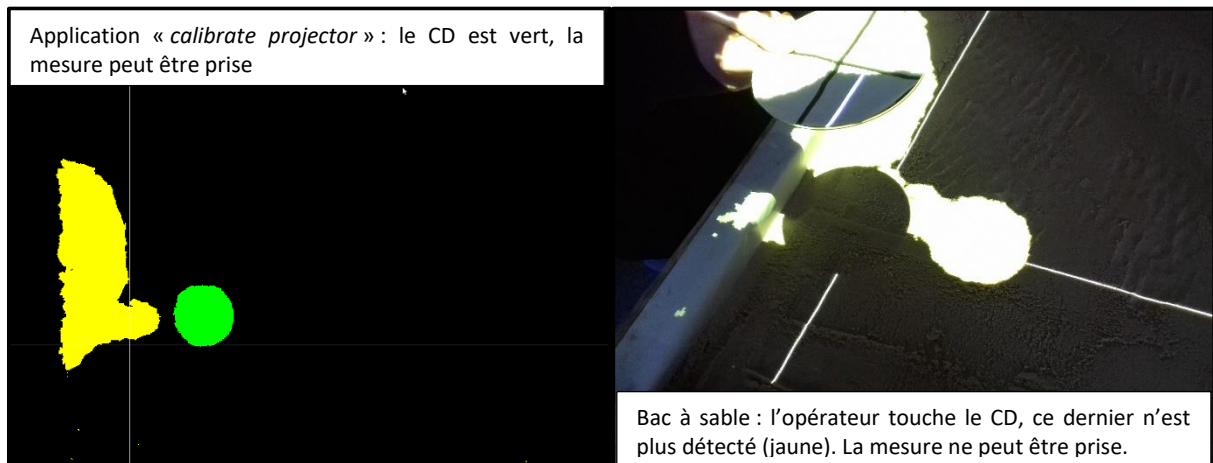 Application « calibrate projector » : le CD est vert, la
mesure peut être prise
Bac à sable : l’opérateur touche le CD, ce dernier n’est
plus détecté (jaune). La mesure ne peut être prise.